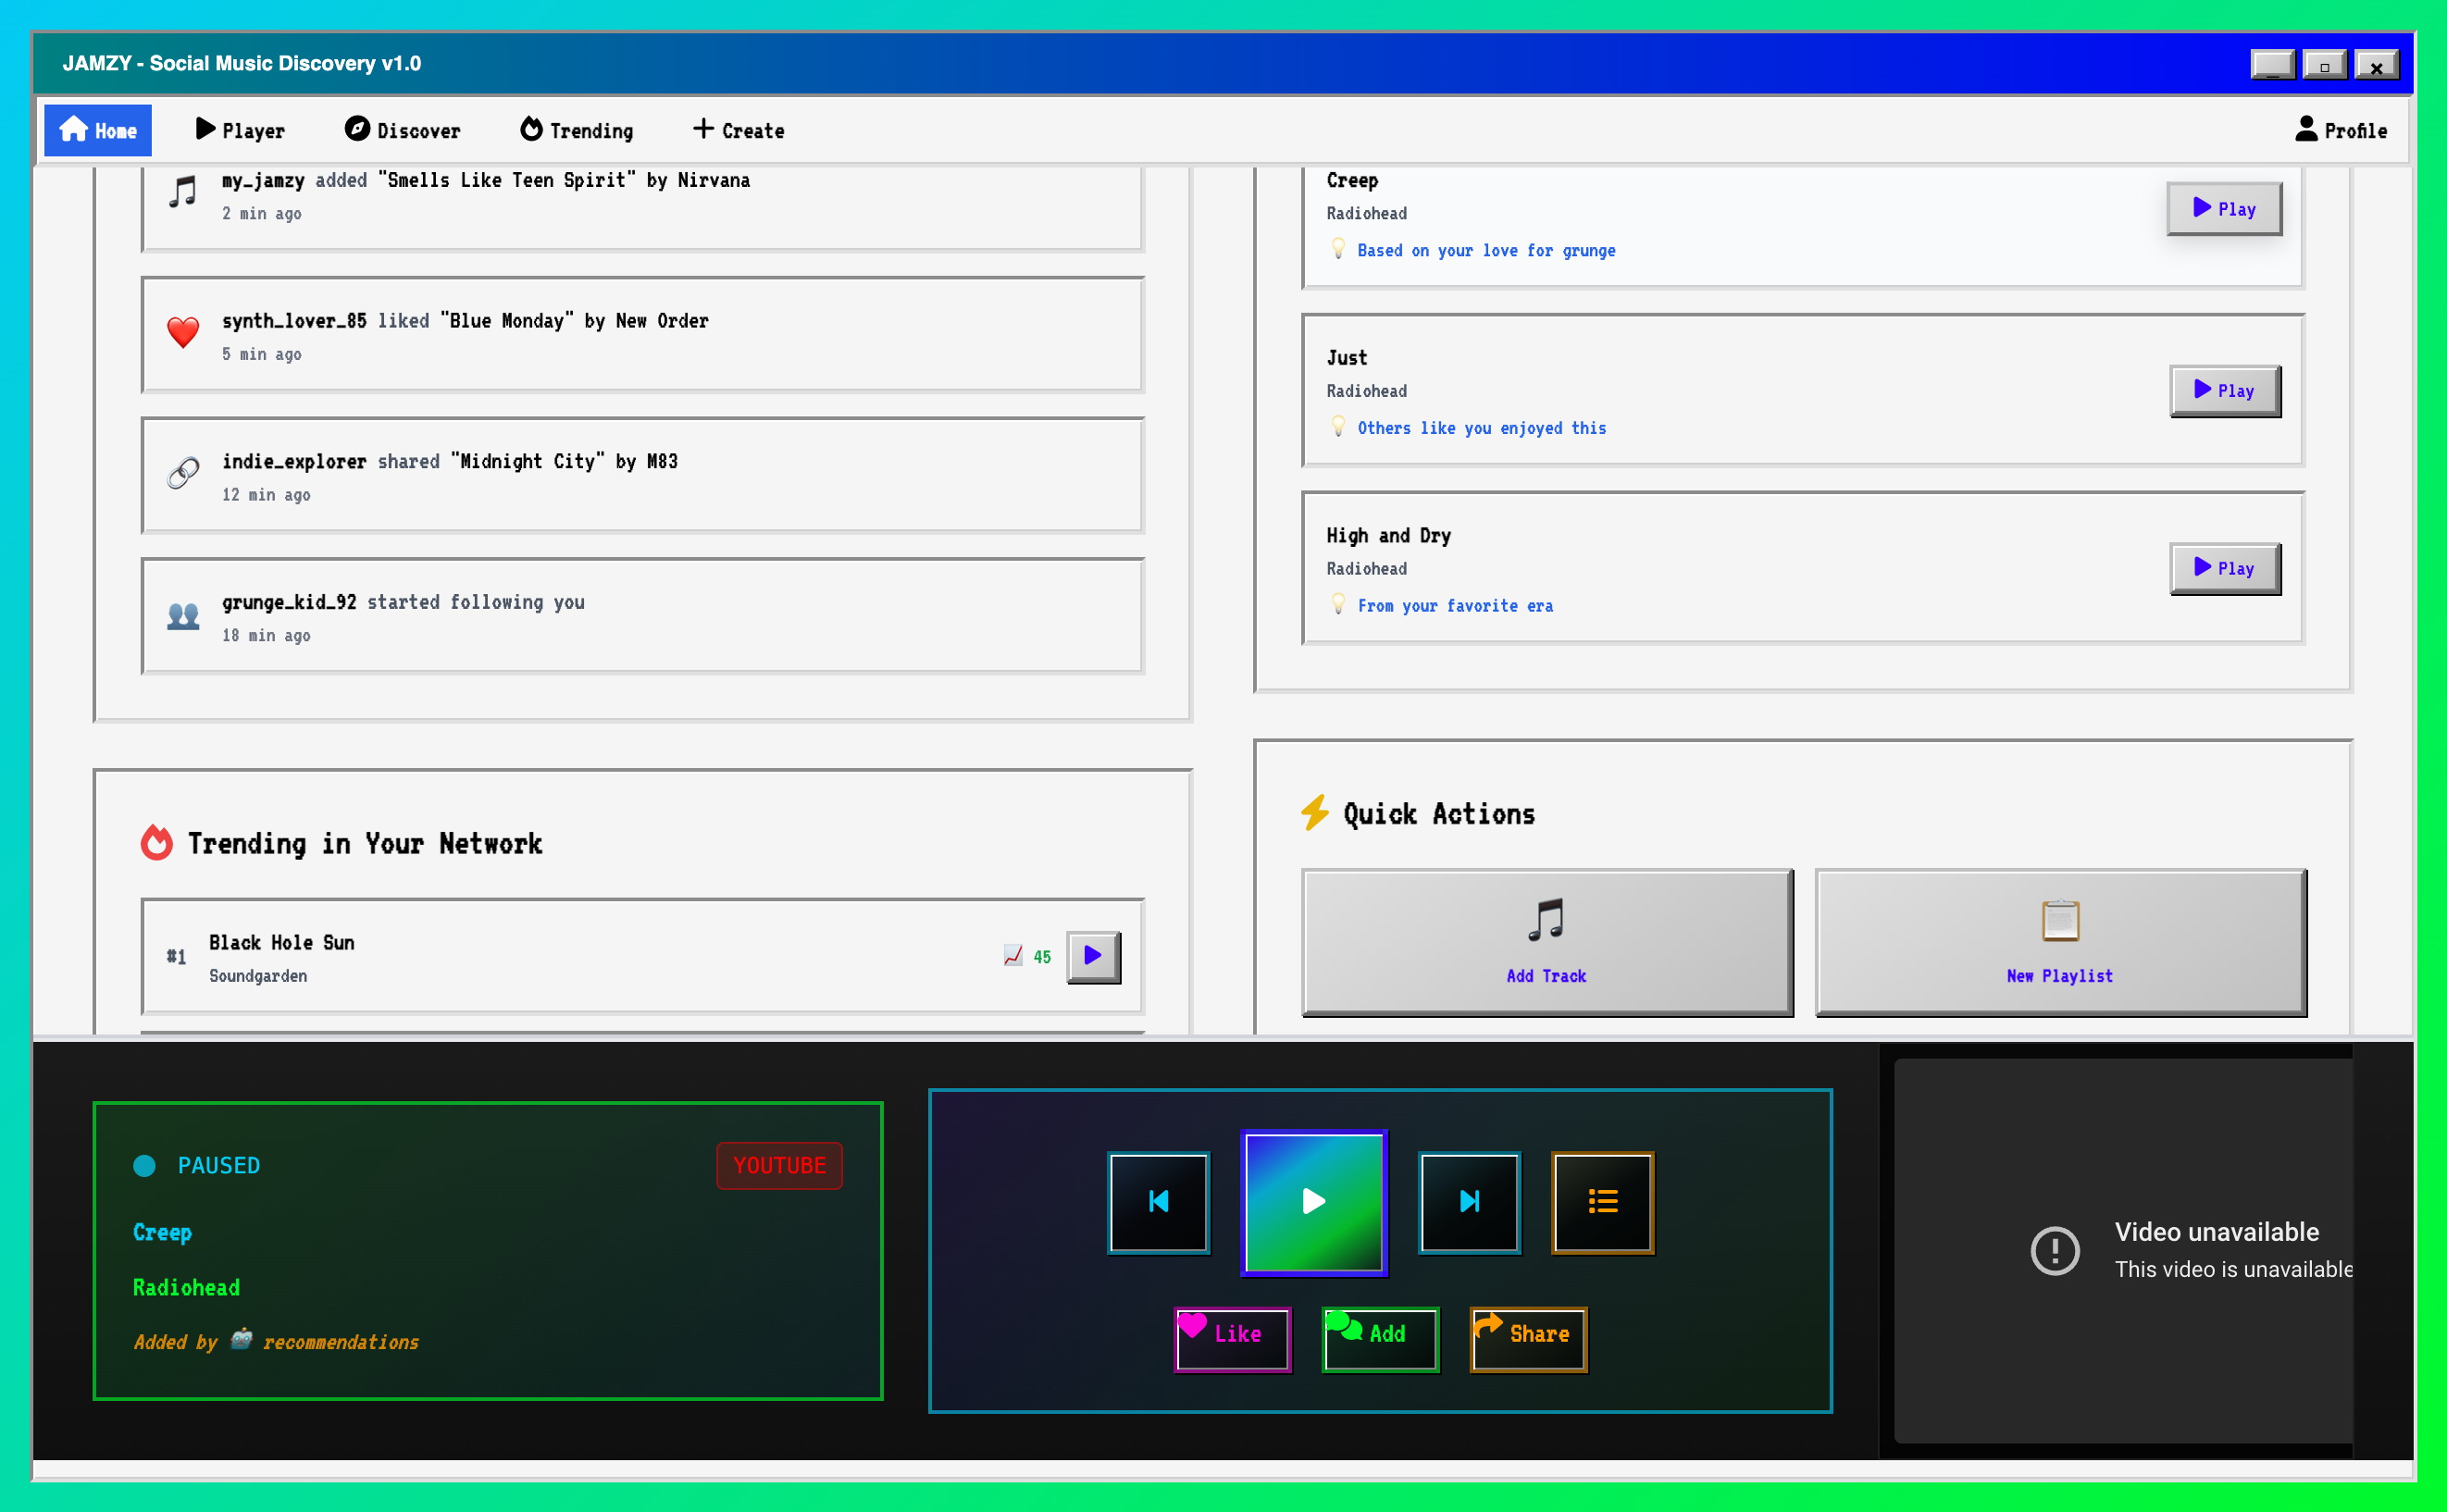 JAMZY - Social Music Discovery v1.0
Home
Player
Discover
Trending
Create
Profile
my_jamzy added "Smells Like Teen Spirit" by Nirvana
2 min ago
synth_lover_85 liked "Blue Monday" by New Order
5 min ago
indie_explorer shared "Midnight City" by M83
12 min ago
grunge_kid_92 started following you
18 min ago
Trending in Your Network
#1
Black Hole Sun
Soundgarden
45
Creep
Radiohead
Based on your love for grunge
Play
Just
Radiohead
Others like you enjoyed this
Play
High and Dry
Radiohead
From your favorite era
Play
Quick Actions
Add Track
New Playlist
PAUSED
YOUTUBE
Creep
Radiohead
Added by 🤖 recommendations
Like
Add
Share
Video unavailable
This video is unavailable